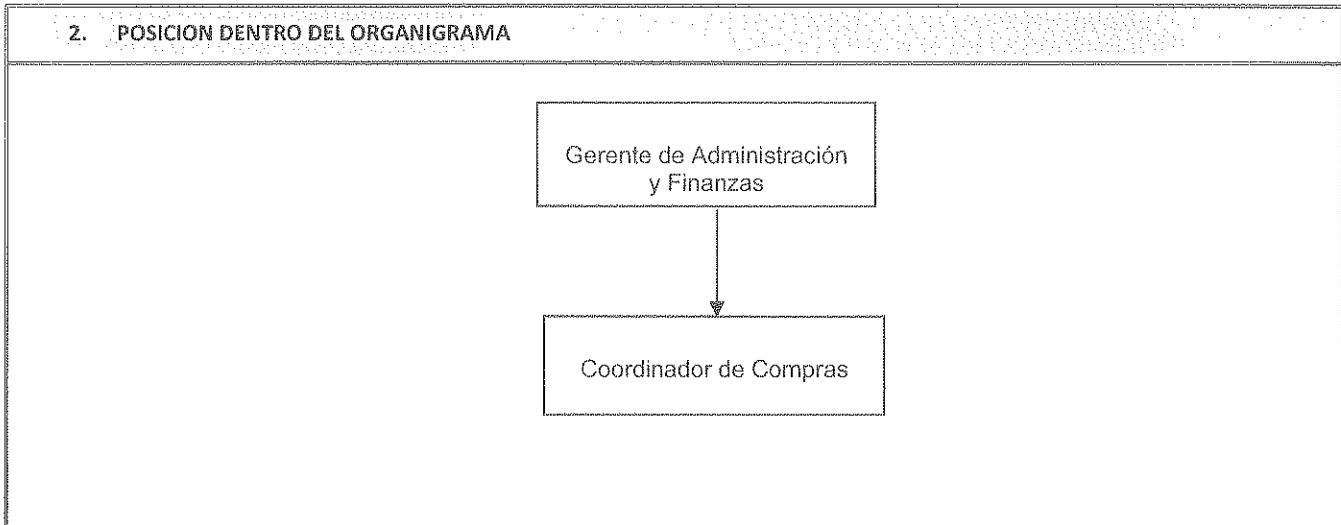 2. POSICION DENTRO DEL ORGANIGRAMA
Gerente de Administración
y Finanzas
Coordinador de Compras